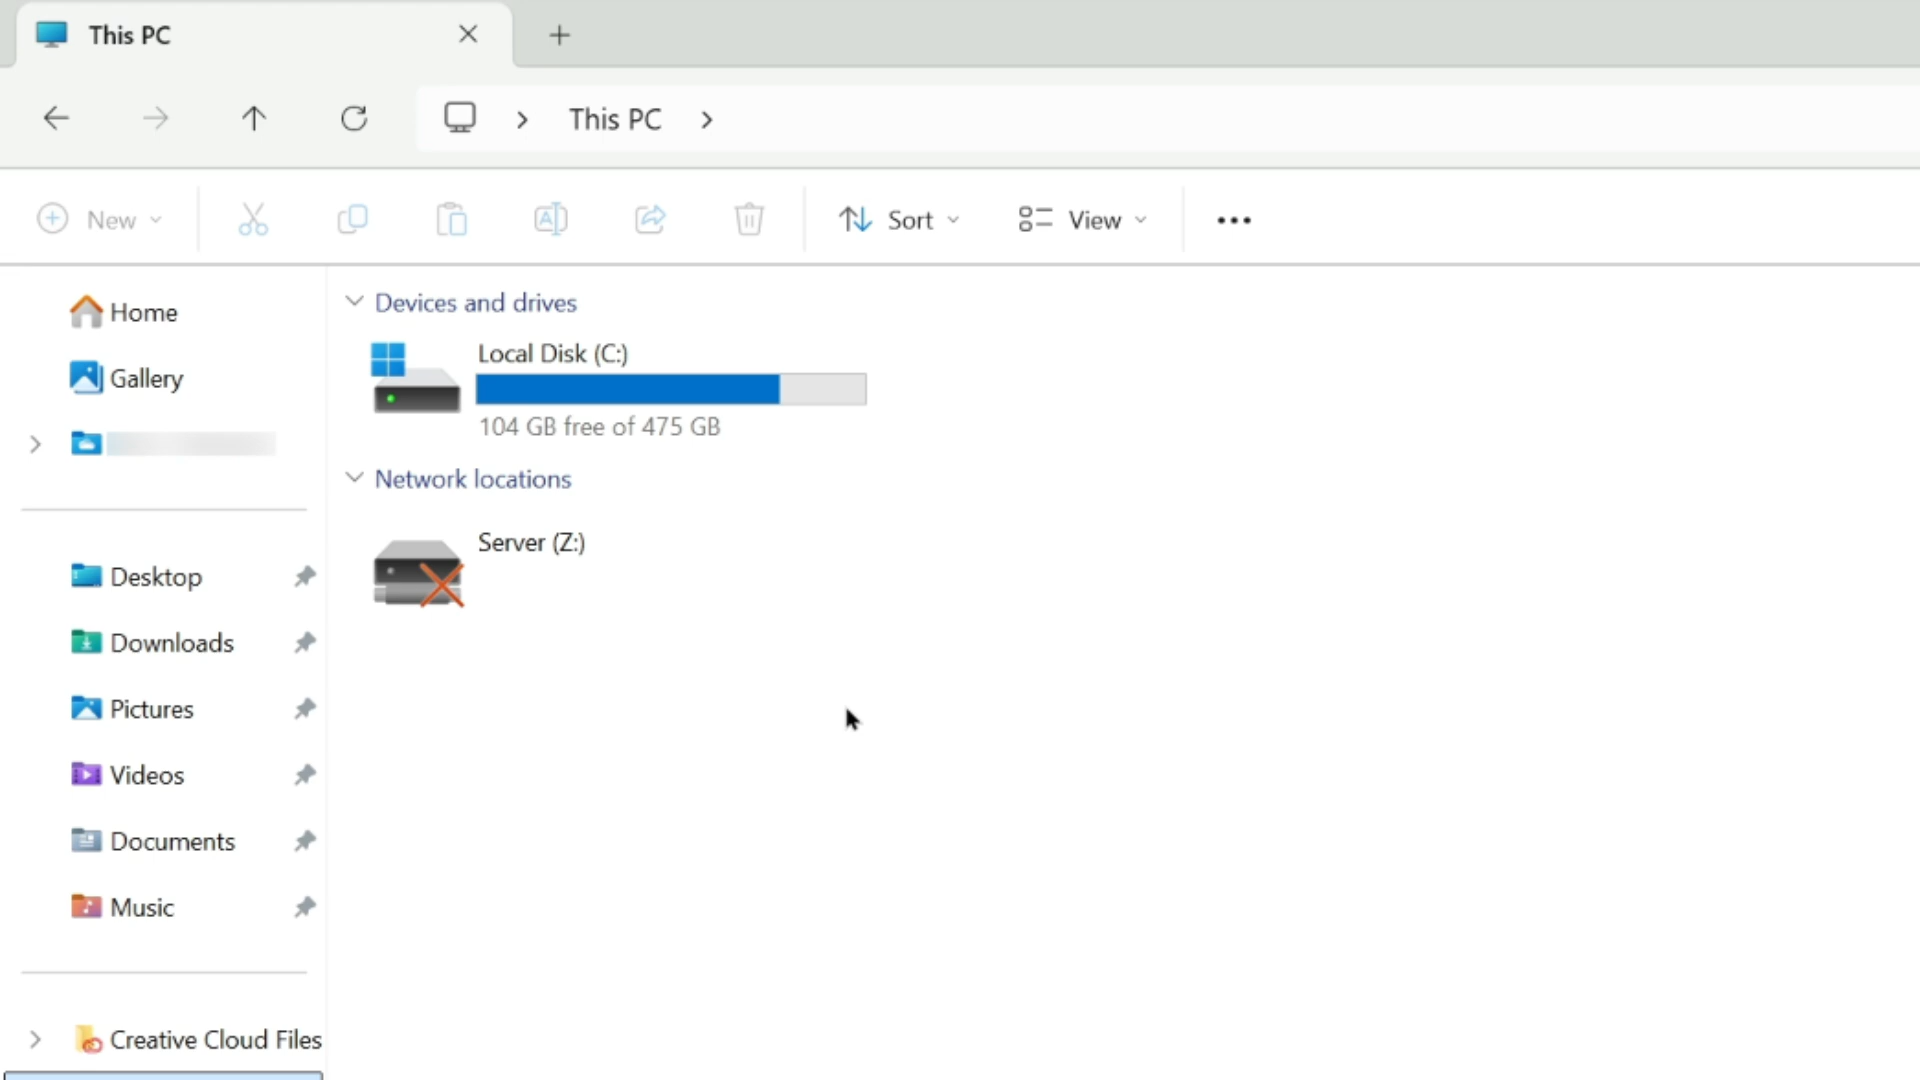 This PC
This PC
New
Sort
View
Home
Gallery
Desktop
Downloads
Pictures
Videos
Documents
Music
Creative Cloud Files
Devices and drives
Local Disk (C:)
104 GB free of 475 GB
Network locations
Server (Z:)